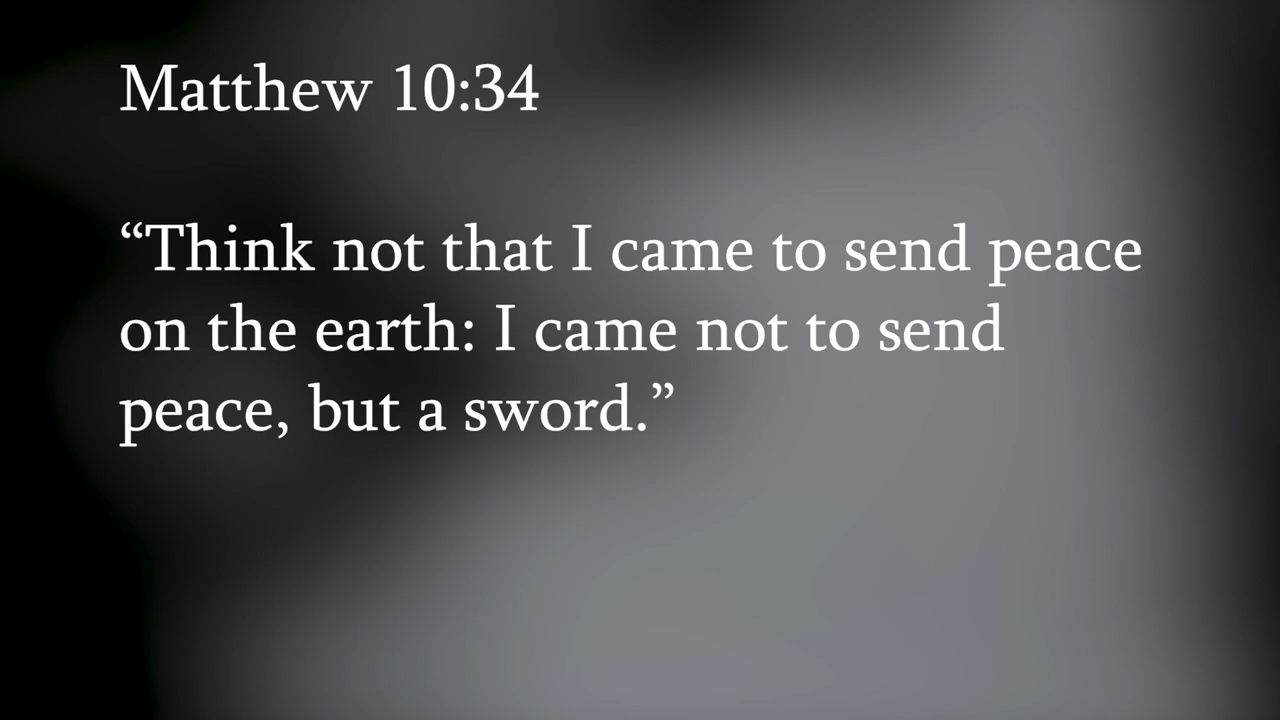 Matthew 10:34
“Think not that I came to send peace
on the earth: I came not to send
peace, but a sword.”